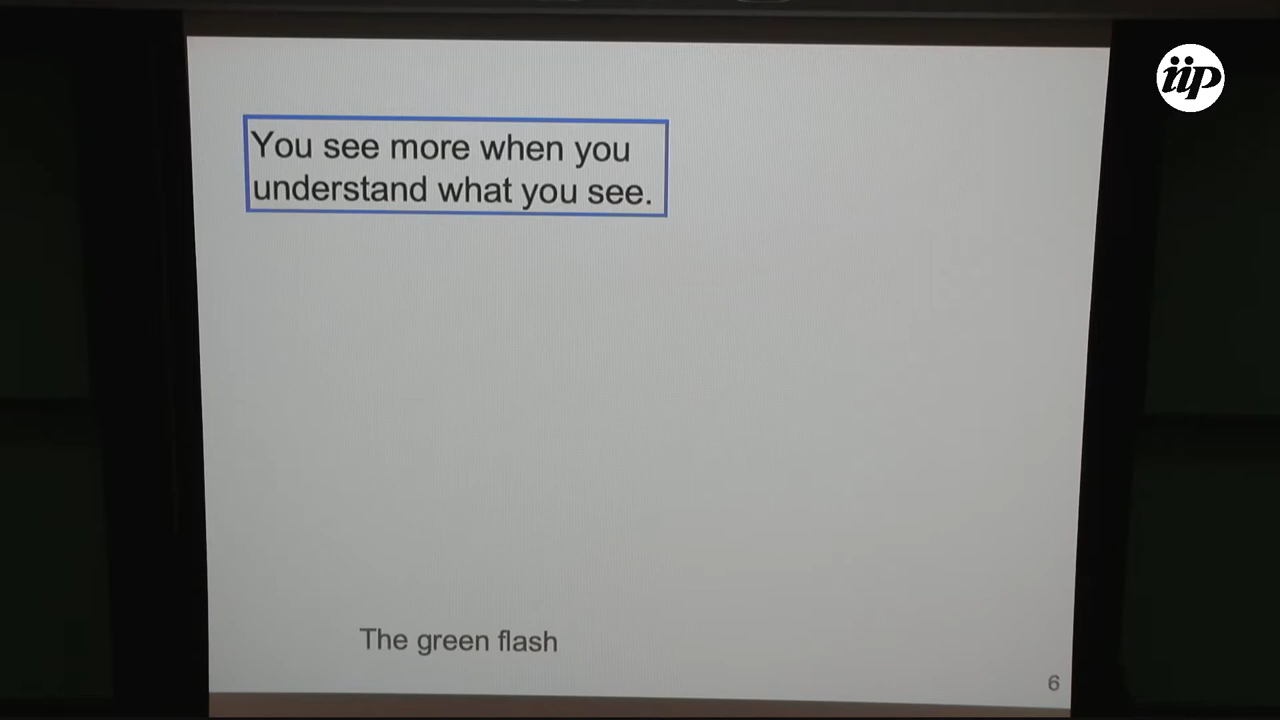 iip
You see more when you
understand what you see.
The green flash
6